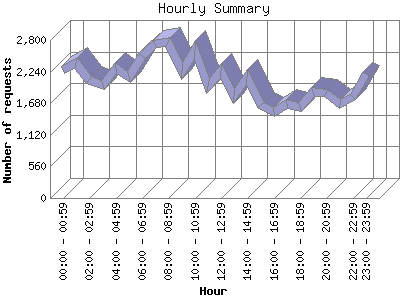 Hourly Summary
Number of requests
2,800
2,240
1,680
1,120
560
0
00:00 - 00:59
02:00 - 02:59
04:00 - 04:59
06:00 - 06:59
08:00 - 08:59
10:00 - 10:59
12:00 - 12:59
14:00 - 14:59
16:00 - 16:59
18:00 - 18:59
20:00 - 20:59
22:00 - 22:59
23:00 - 23:59
Hour